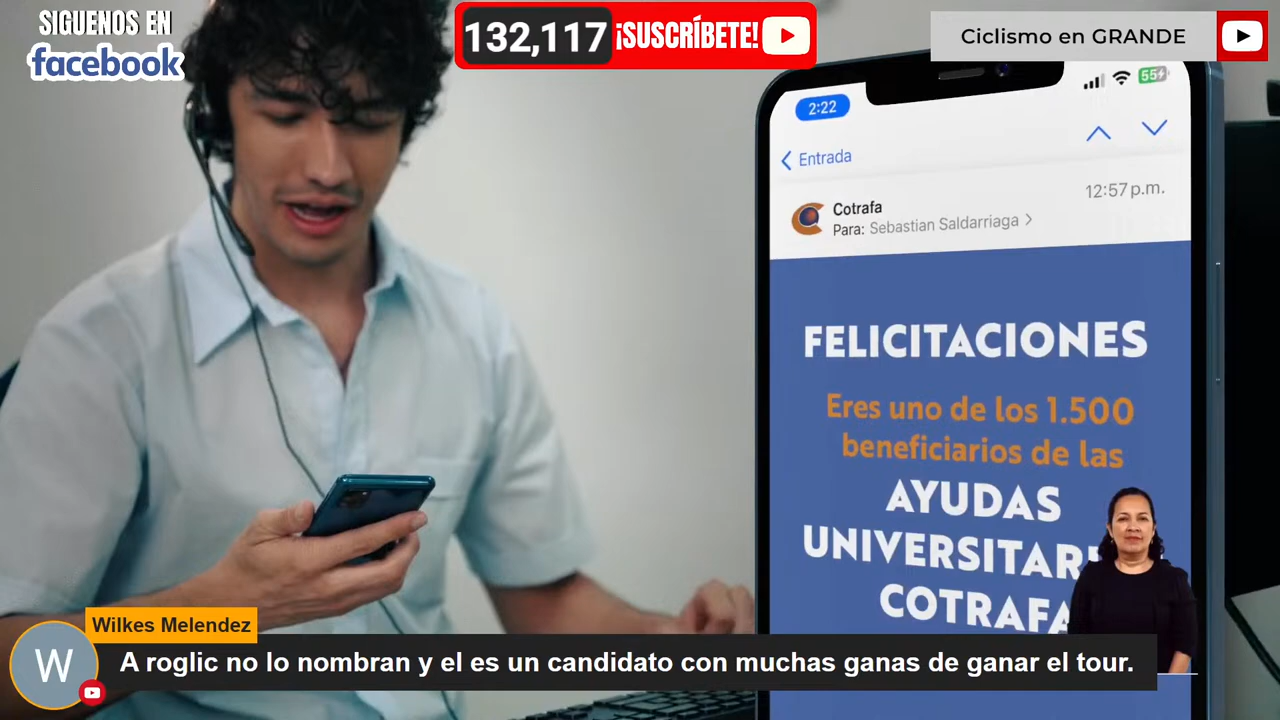 SIGUENOS EN
facebook
132,117 ¡SUSCRÍBETE!
Ciclismo en GRANDE
2:22
55
Entrada
12:57 p.m.
Cotrafa
Para: Sebastian Saldarriaga
FELICITACIONES
Eres uno de los 1.500
beneficiarios de las
AYUDAS
UNIVERSITAR
COTRAFA
Wilkes Melendez
W
A roglic no lo nombran y el es un candidato con muchas ganas de ganar el tour.